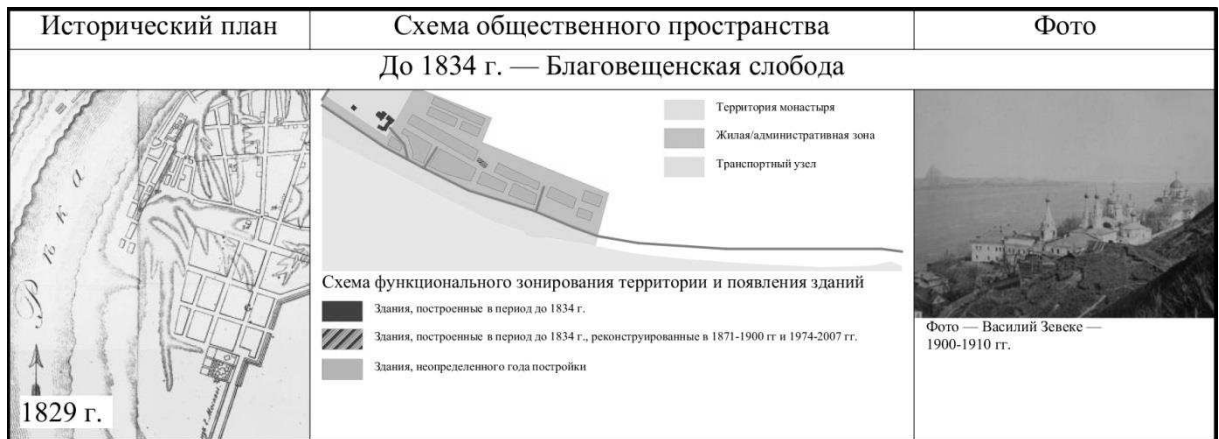 Исторический план
Схема общественного пространства
Фото
До 1834 г. — Благовещенская слобода
Рѣка
1829 г.
Территория монастыря
Жилая/административная зона
Транспортный узел
Схема функционального зонирования территории и появления зданий
Здания, построенные в период до 1834 г.
Здания, построенные в период до 1834 г., реконструированные в 1871-1900 гг и 1974-2007 гг.
Здания, неопределенного года постройки
Фото — Василий Зевеке —
1900-1910 гг.